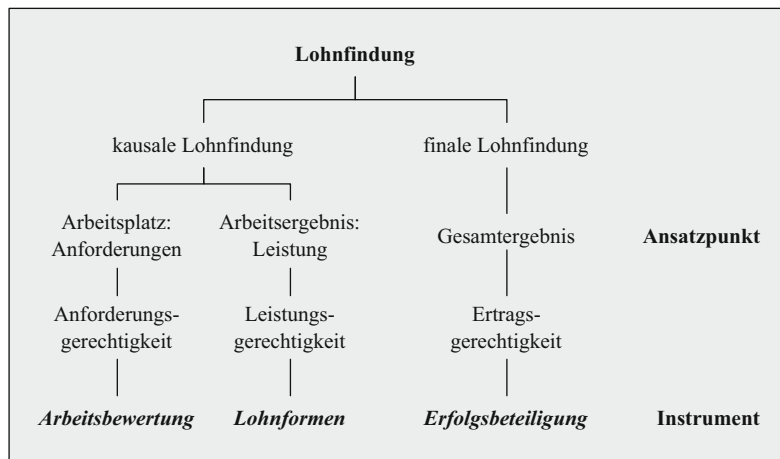 Lohnfindung
kausale Lohnfindung
finale Lohnfindung
Arbeitsplatz:
Anforderungen
Arbeitsergebnis:
Leistung
Gesamtergebnis
Ansatzpunkt
Anforderungs-
gerechtigkeit
Leistungs-
gerechtigkeit
Ertrags-
gerechtigkeit
Arbeitsbewertung
Lohnformen
Erfolgsbeteiligung
Instrument